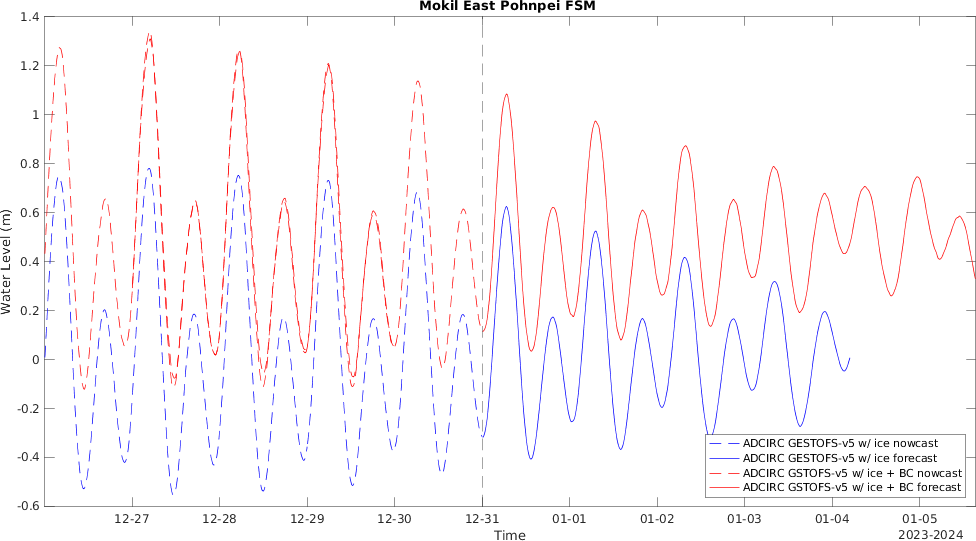 Mokil East Pohnpei FSM
1.4
1.2
1
0.8
0.6
0.4
0.2
0
-0.2
-0.4
-0.6
Water Level (m)
ADCIRC GESTOFS-v5 w/ ice nowcast
ADCIRC GESTOFS-v5 w/ ice forecast
ADCIRC GSTOFS-v5 w/ ice + BC nowcast
ADCIRC GSTOFS-v5 w/ ice + BC forecast
12-27 12-28 12-29 12-30 12-31 01-01 01-02 01-03 01-04 01-05
Time
2023-2024